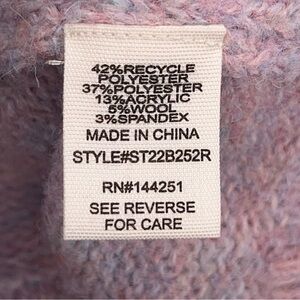 42%RECYCLE
POLYESTER
37%POLYESTER
13%ACRYLIC
5%WOOL
3%SPANDEX
MADE IN CHINA
STYLE#ST22B252R
RN#144251
SEE REVERSE
FOR CARE